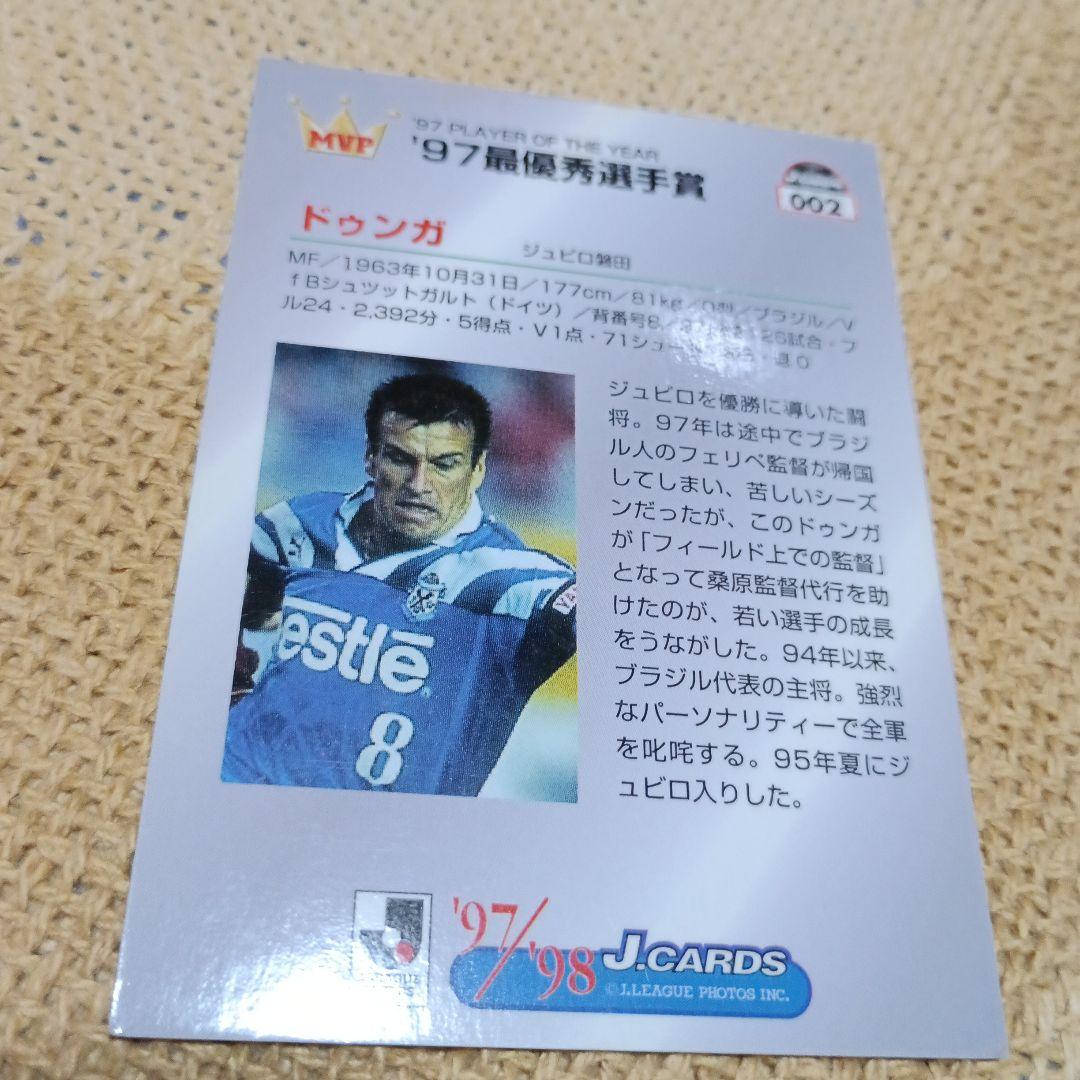 MVP
'97 PLAYER OF THE YEAR
'97最優秀選手賞
002
ドゥンガ
ジュビロ磐田
MF／1963年10月31日／177cm／81kg／O型／ブラジル／V
fBシュツットガルト（ドイツ）／背番号8／ 26試合・フ
ル24・2,392分・5得点・V1点・71シュ 退0
ジュビロを優勝に導いた闘
将。97年は途中でブラジ
ル人のフェリペ監督が帰国
してしまい、苦しいシーズ
ンだったが、このドゥンガ
が「フィールド上での監督」
となって桑原監督代行を助
けたのが、若い選手の成長
をうながした。94年以来、
ブラジル代表の主将。強烈
なパーソナリティーで全軍
を叱咤する。95年夏にジ
ュビロ入りした。
estlé
8
'97/'98
J.CARDS
© J.LEAGUE PHOTOS INC.